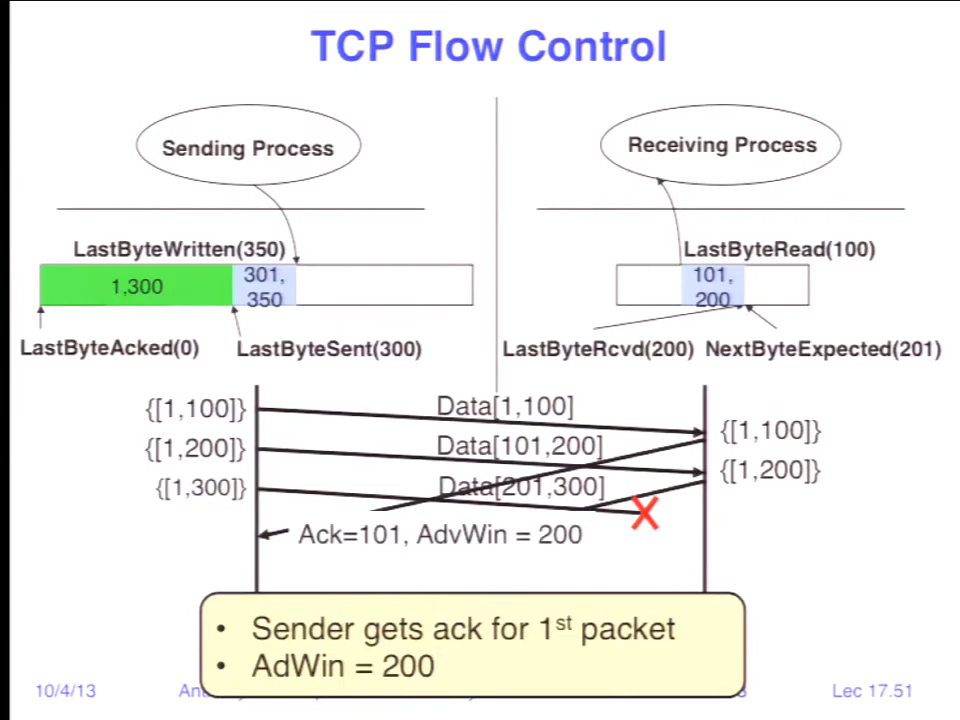 TCP Flow Control
Sending Process
Receiving Process
LastByteWritten(350)
LastByteRead(100)
1,300
301,
350
101,
200
LastByteAcked(0)
LastByteSent(300)
LastByteRcvd(200)
NextByteExpected(201)
{[1,100]}
Data[1,100]
{[1,100]}
{[1,200]}
Data[101,200]
{[1,200]}
{[1,300]}
Data[201,300]
Ack=101, AdvWin = 200
• Sender gets ack for 1st packet
• AdWin = 200
10/4/13
Lec 17.51